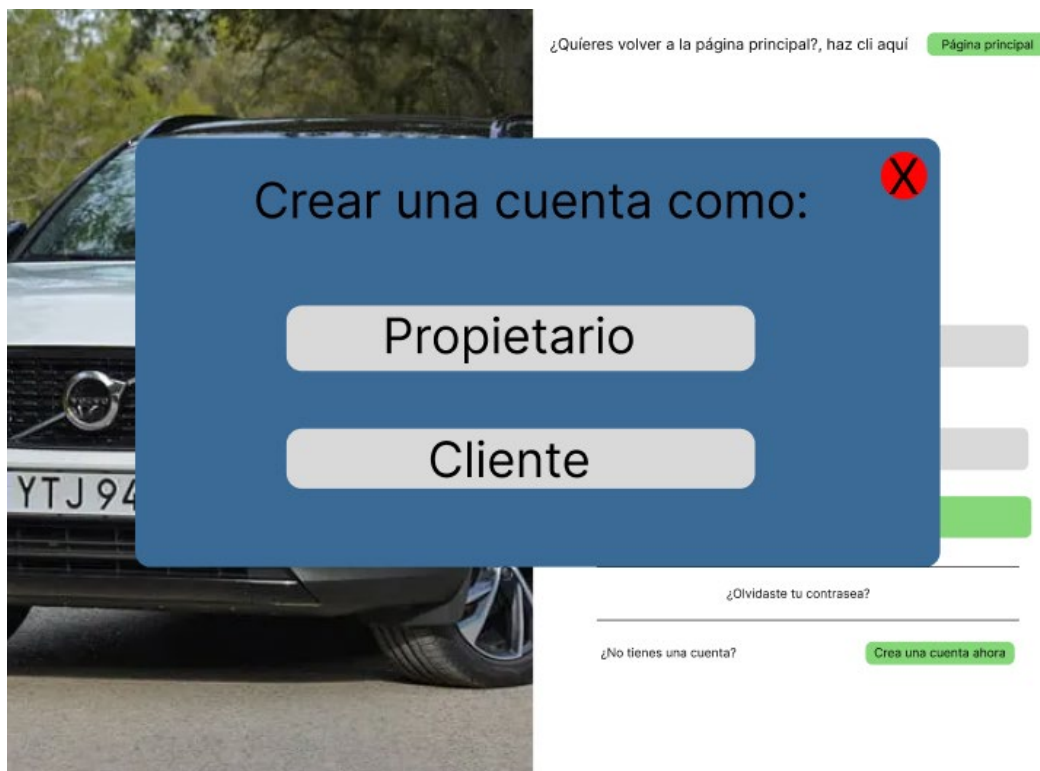 ¿Quíeres volver a la página principal?, haz cli aquí
Página principal
Crear una cuenta como:
X
Propietario
Cliente
VOLVO
YTJ 94
¿Olvidaste tu contrasea?
¿No tienes una cuenta?
Crea una cuenta ahora